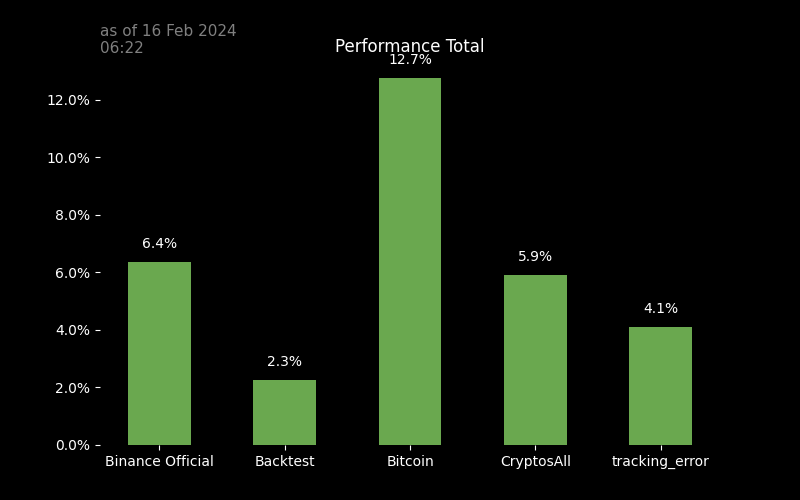 as of 16 Feb 2024
06:22
Performance Total
12.7%
12.0%
10.0%
8.0%
6.0%
4.0%
2.0%
0.0%
6.4%
2.3%
5.9%
4.1%
Binance Official
Backtest
Bitcoin
CryptosAll
tracking_error